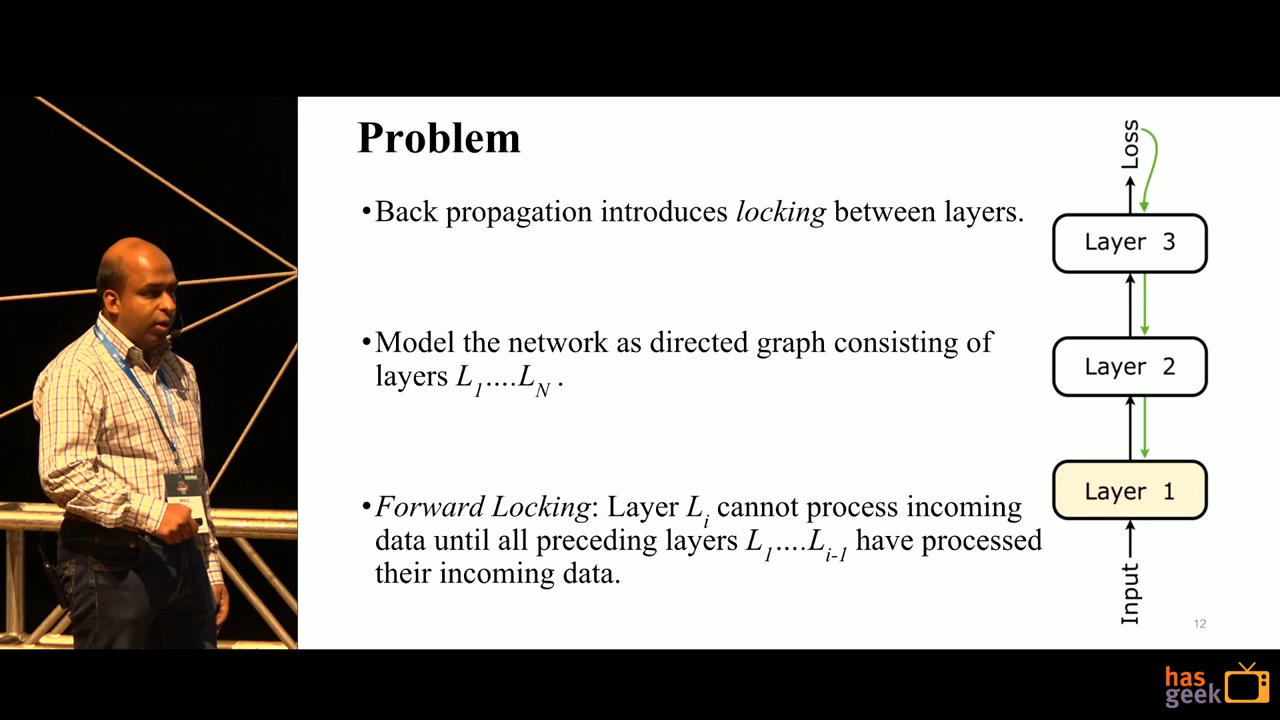 Problem
•Back propagation introduces locking between layers.
•Model the network as directed graph consisting of
layers L1....LN .
•Forward Locking: Layer Li cannot process incoming
data until all preceding layers L1....Li-1 have processed
their incoming data.
Loss
Layer 3
Layer 2
Layer 1
Input
12
has
geek